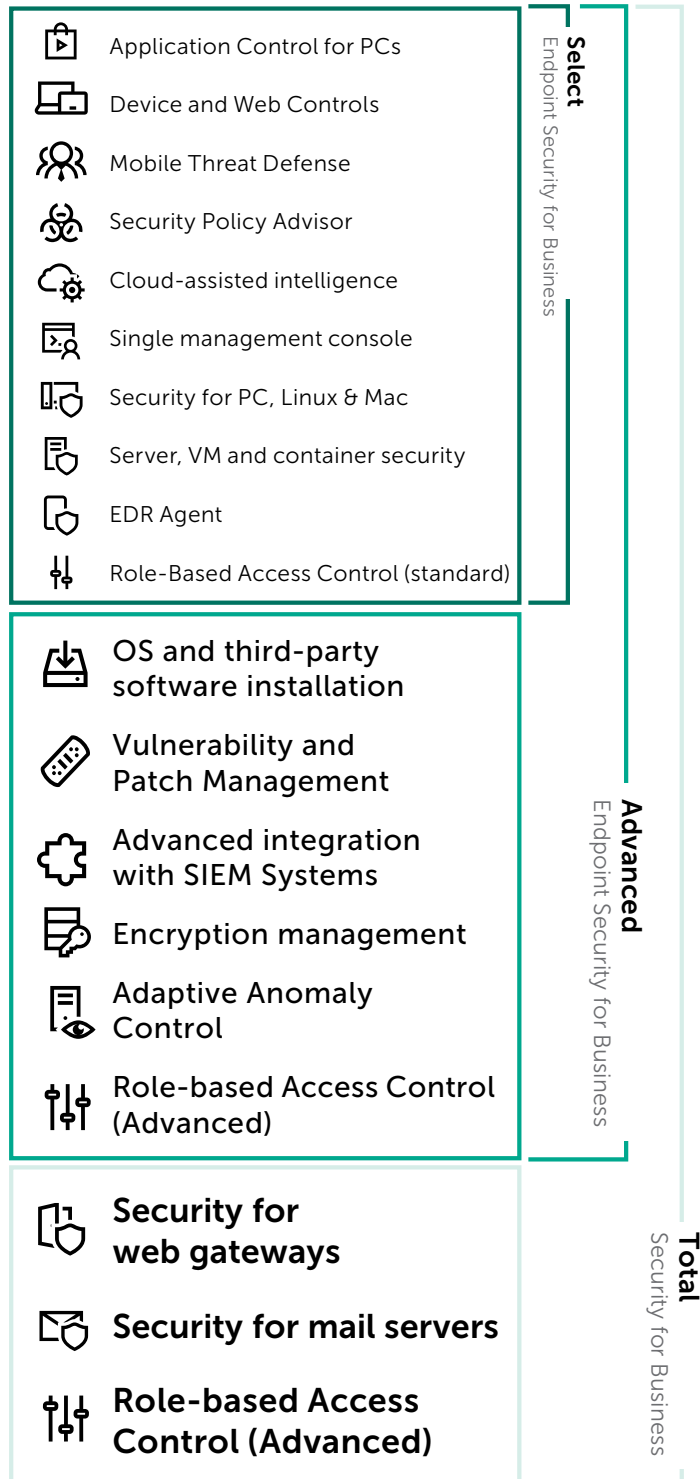 Application Control for PCs
Device and Web Controls
Mobile Threat Defense
Security Policy Advisor
Cloud-assisted intelligence
Single management console
Security for PC, Linux & Mac
Server, VM and container security
EDR Agent
Role-Based Access Control (standard)
Select
Endpoint Security for Business
OS and third-party
software installation
Vulnerability and
Patch Management
Advanced integration
with SIEM Systems
Encryption management
Adaptive Anomaly
Control
Role-based Access Control
(Advanced)
Advanced
Endpoint Security for Business
Security for
web gateways
Security for mail servers
Role-based Access
Control (Advanced)
Total
Security for Business